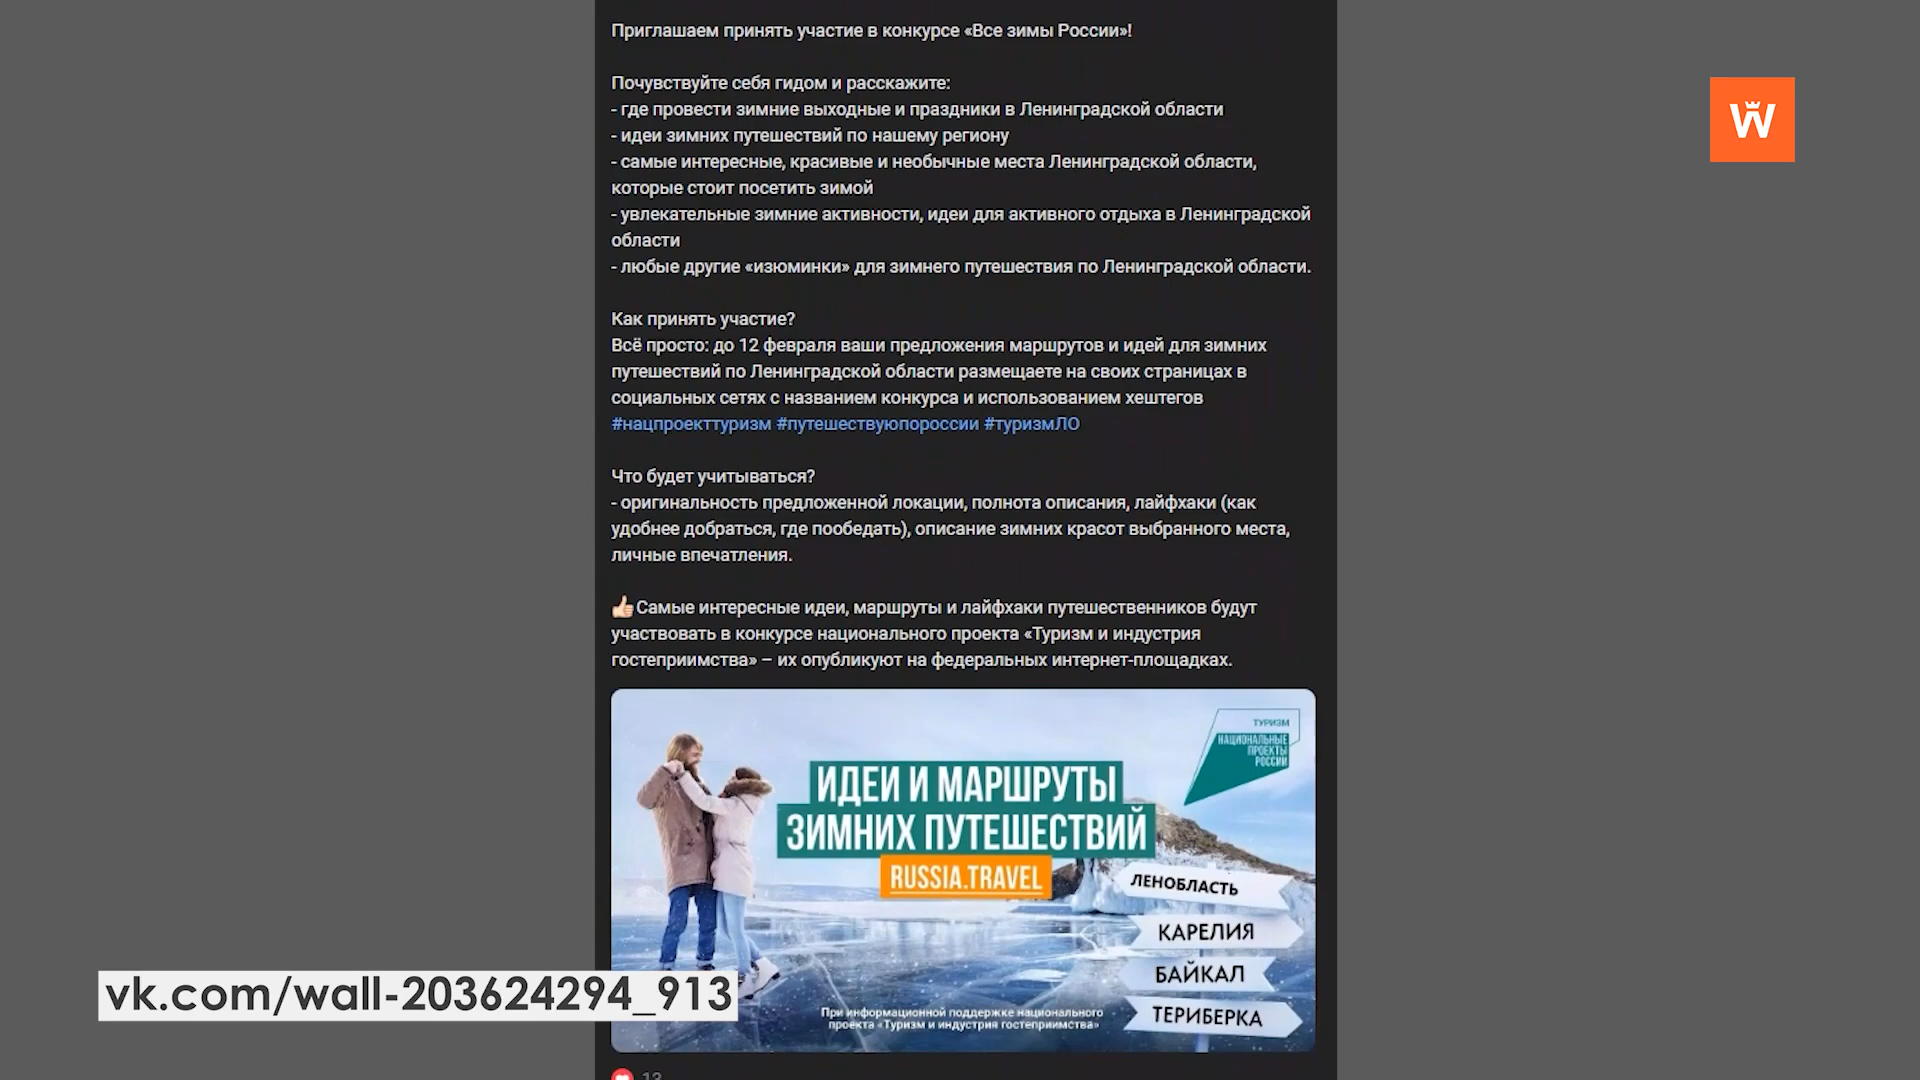 Приглашаем принять участие в конкурсе «Все зимы России»!
Почувствуйте себя гидом и расскажите:
- где провести зимние выходные и праздники в Ленинградской области
- идеи зимних путешествий по нашему региону
- самые интересные, красивые и необычные места Ленинградской области,
которые стоит посетить зимой
- увлекательные зимние активности, идеи для активного отдыха в Ленинградской
области
- любые другие «изюминки» для зимнего путешествия по Ленинградской области.
Как принять участие?
Всё просто: до 12 февраля ваши предложения маршрутов и идей для зимних
путешествий по Ленинградской области размещаете на своих страницах в
социальных сетях с названием конкурса и использованием хештегов
#нацпроекттуризм #путешествуюпороссии #туризмЛО
Что будет учитываться?
- оригинальность предложенной локации, полнота описания, лайфхаки (как
удобнее добраться, где пообедать), описание зимних красот выбранного места,
личные впечатления.
👍Самые интересные идеи, маршруты и лайфхаки путешественников будут
участвовать в конкурсе национального проекта «Туризм и индустрия
гостеприимства» – их опубликуют на федеральных интернет-площадках.
ТУРИЗМ
НАЦИОНАЛЬНЫЕ
ПРОЕКТЫ
РОССИИ
ИДЕИ И МАРШРУТЫ
ЗИМНИХ ПУТЕШЕСТВИЙ
RUSSIA.TRAVEL
ЛЕНОБЛАСТЬ
КАРЕЛИЯ
БАЙКАЛ
ТЕРИБЕРКА
При информационной поддержке национального
проекта «Туризм и индустрия гостеприимства»
vk.com/wall-203624294_913
W
13